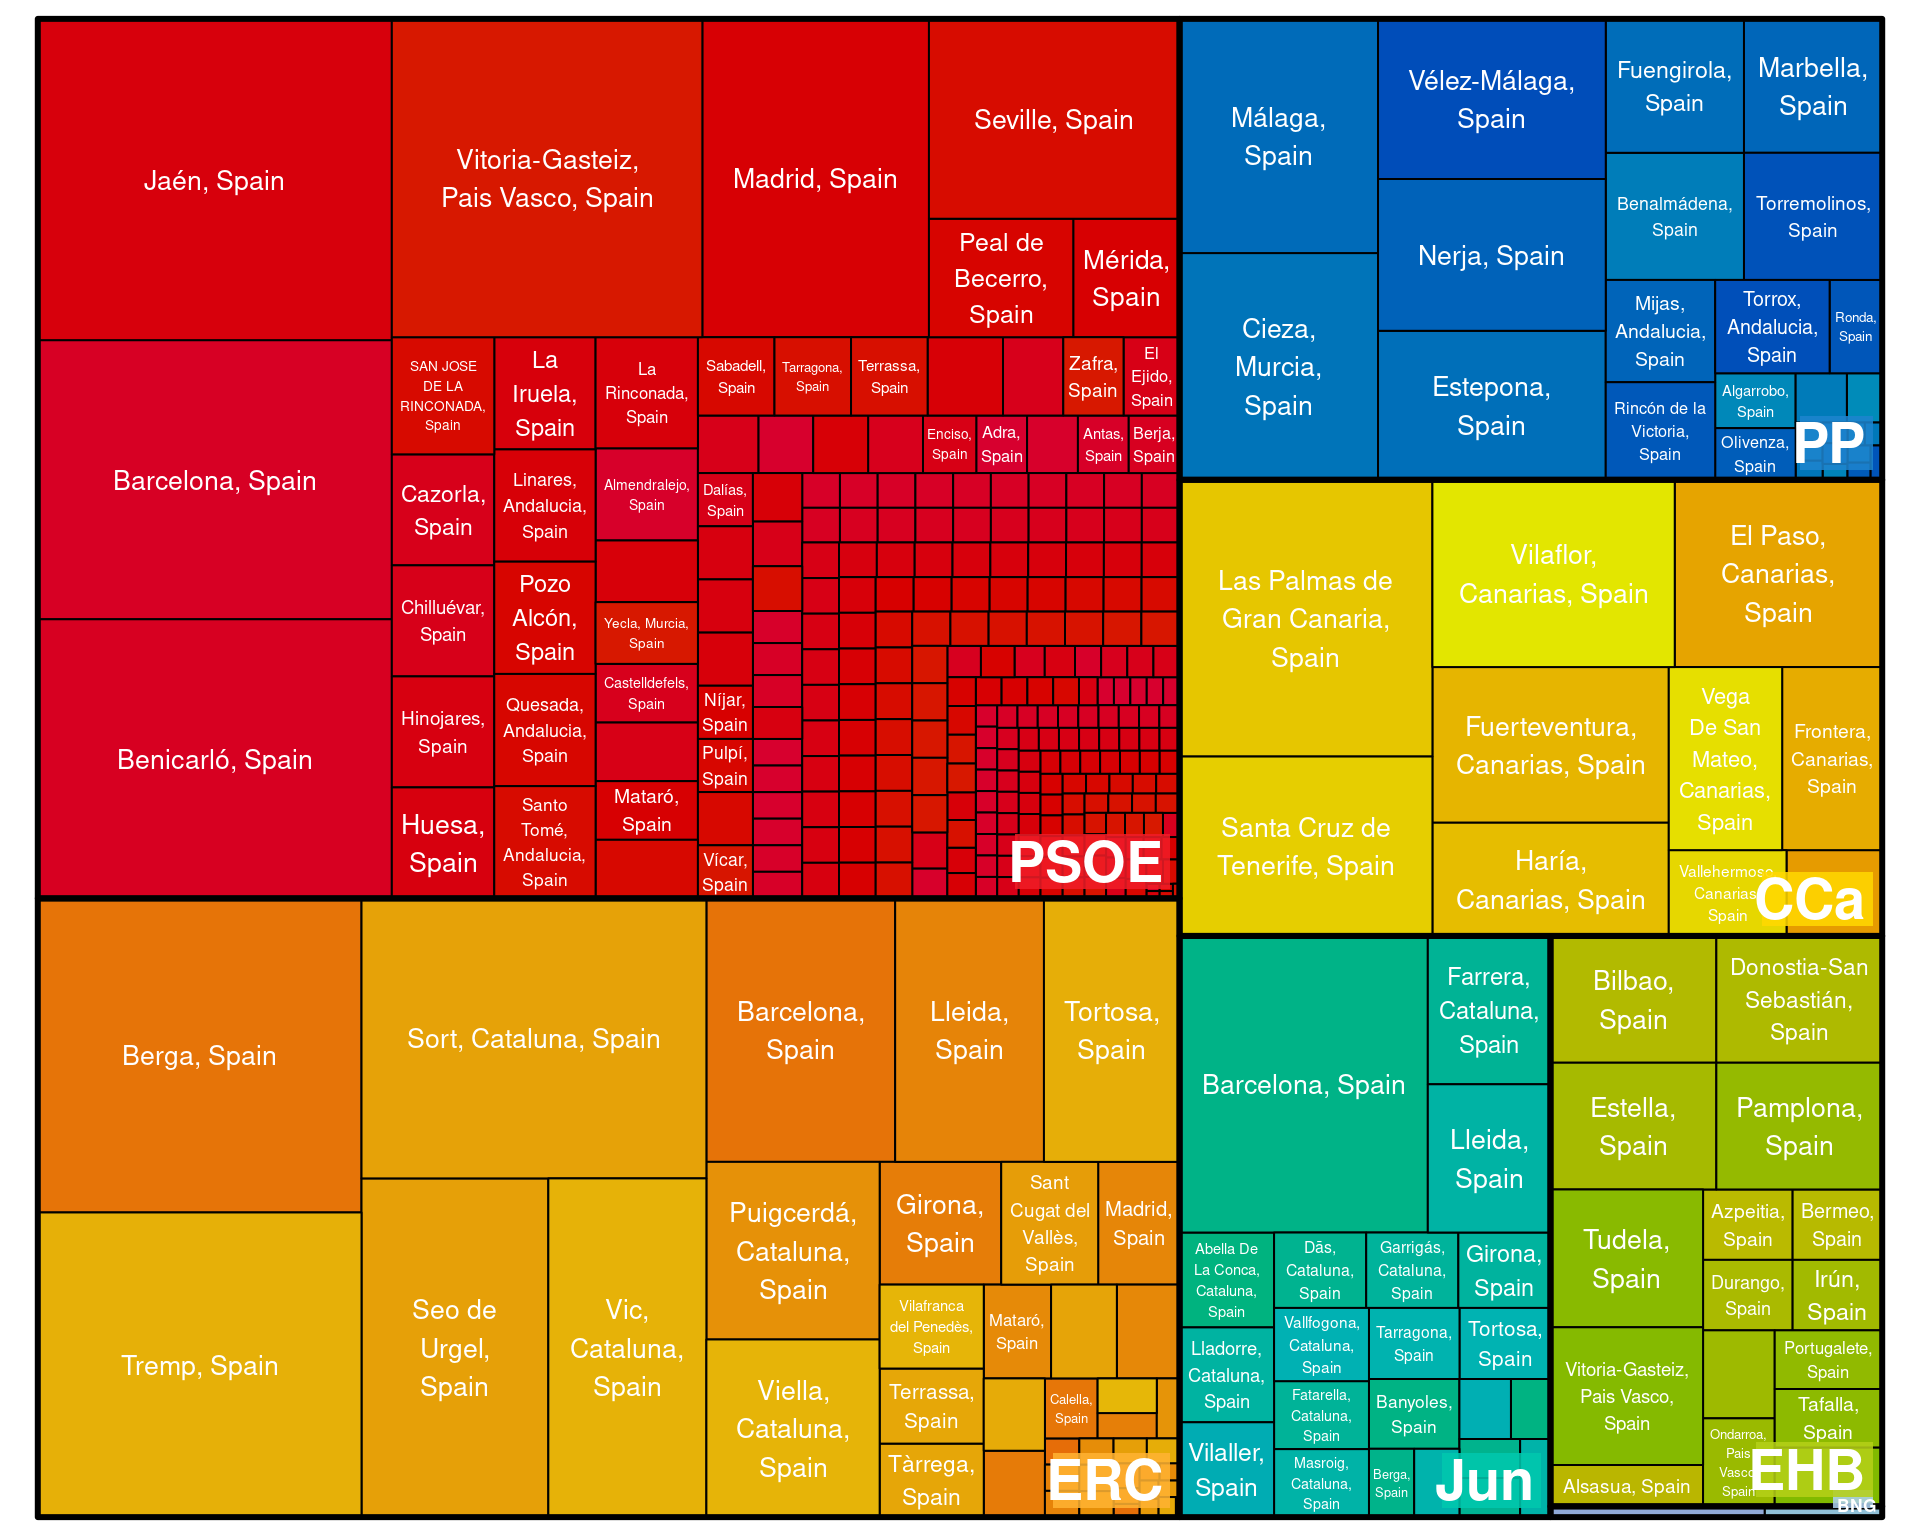 Jaén, Spain
Barcelona, Spain
Benicarló, Spain
Vitoria-Gasteiz,
Pais Vasco, Spain
Madrid, Spain
Seville, Spain
Peal de
Becerro,
Spain
Mérida,
Spain
SAN JOSE
DE LA
RINCONADA,
Spain
Cazorla,
Spain
Chilluévar,
Spain
Hinojares,
Spain
Huesa,
Spain
La
Iruela,
Spain
Linares,
Andalucia,
Spain
Pozo
Alcón,
Spain
Quesada,
Andalucia,
Spain
Santo
Tomé,
Andalucia,
Spain
La
Rinconada,
Spain
Almendralejo,
Spain
Yecla, Murcia,
Spain
Castelldefels,
Spain
Mataró,
Spain
Sabadell,
Spain
Tarragona,
Spain
Terrassa,
Spain
Zafra,
Spain
El
Ejido,
Spain
Enciso,
Spain
Adra,
Spain
Antas,
Spain
Berja,
Spain
Dalías,
Spain
Níjar,
Spain
Pulpí,
Spain
Vícar,
Spain
PSOE
Málaga,
Spain
Cieza,
Murcia,
Spain
Vélez-Málaga,
Spain
Nerja, Spain
Estepona,
Spain
Fuengirola,
Spain
Marbella,
Spain
Benalmádena,
Spain
Torremolinos,
Spain
Mijas,
Andalucia,
Spain
Torrox,
Andalucia,
Spain
Ronda,
Spain
Rincón de la
Victoria,
Spain
Algarrobo,
Spain
Olivenza,
Spain
PP
Las Palmas de
Gran Canaria,
Spain
Santa Cruz de
Tenerife, Spain
Vilaflor,
Canarias, Spain
El Paso,
Canarias,
Spain
Fuerteventura,
Canarias, Spain
Haría,
Canarias, Spain
Vega
De San
Mateo,
Canarias,
Spain
Frontera,
Canarias,
Spain
Vallehermoso,
Canarias,
Spain
CCa
Berga, Spain
Tremp, Spain
Sort, Cataluna, Spain
Seo de
Urgel,
Spain
Vic,
Cataluna,
Spain
Barcelona,
Spain
Lleida,
Spain
Tortosa,
Spain
Puigcerdá,
Cataluna,
Spain
Viella,
Cataluna,
Spain
Girona,
Spain
Sant
Cugat del
Vallès,
Spain
Madrid,
Spain
Vilafranca
del Penedès,
Spain
Mataró,
Spain
Terrassa,
Spain
Tàrrega,
Spain
Calella,
Spain
ERC
Barcelona, Spain
Farrera,
Cataluna,
Spain
Lleida,
Spain
Abella De
La Conca,
Cataluna,
Spain
Lladorre,
Cataluna,
Spain
Vilaller,
Spain
Dās,
Cataluna,
Spain
Garrigás,
Cataluna,
Spain
Girona,
Spain
Vallfogona,
Cataluna,
Spain
Tarragona,
Spain
Tortosa,
Spain
Fatarella,
Cataluna,
Spain
Banyoles,
Spain
Masroig,
Cataluna,
Spain
Berga,
Spain
Jun
Bilbao,
Spain
Donostia-San
Sebastián,
Spain
Estella,
Spain
Pamplona,
Spain
Tudela,
Spain
Azpeitia,
Spain
Bermeo,
Spain
Durango,
Spain
Irún,
Spain
Vitoria-Gasteiz,
Pais Vasco,
Spain
Portugalete,
Spain
Tafalla,
Spain
Ondarroa,
Pais
Vasco,
Spain
Alsasua, Spain
EHB
BNG